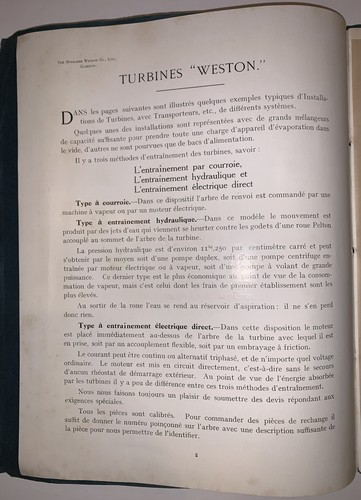 The Mirrlees Watson Co., Ltd.,
Glasgow.
TURBINES "WESTON."
DANS les pages suivantes sont illustrés quelques exemples typiques d'Installa-
tions de Turbines, avec Transporteurs, etc., de différents systèmes.
Quelques unes des installations sont représentées avec de grands mélangeurs
de capacité suffisante pour prendre toute une charge d'appareil d'évaporation dans
le vide, d'autres ne sont pourvues que de bacs d'alimentation.
Il y a trois méthodes d'entraînement des turbines, savoir :
L'entraînement par courroie,
L'entraînement hydraulique et
L'entraînement électrique direct
Type à courroie.—Dans ce dispositif l'arbre de renvoi est commandé par une
machine à vapeur ou par un moteur électrique.
Type à entraînement hydraulique.—Dans ce modèle le mouvement est
produit par des jets d'eau qui viennent se heurter contre les godets d'une roue Pelton
accouplé au sommet de l'arbre de la turbine.
La pression hydraulique est d'environ 11kg,250 par centimètre carré et peut
s'obtenir par le moyen soit d'une pompe duplex, soit d'une pompe centrifuge en-
traînée par moteur électrique ou à vapeur, soit d'une pompe à volant de grande
puissance. Ce dernier type est le plus économique au point de vue de la consom-
mation de vapeur, mais c'est celui dont les frais de premier établissement sont les
plus élevés.
Au sortir de la roue l'eau se rend au réservoir d'aspiration : il ne s'en perd
donc rien.
Type à entraînement électrique direct.—Dans cette disposition le moteur
est placé immédiatement au-dessus de l'arbre de la turbine avec lequel il est
en prise, soit par un accouplement flexible, soit par un embrayage à friction.
Le courant peut être continu ou alternatif triphasé, et de n'importe quel voltage
ordinaire. Le moteur est mis en circuit directement, c'est-à-dire sans le secours
d'aucun rhéostat de démarrage extérieur. Au point de vue de l'énergie absorbée
par les turbines il y a peu de différence entre ces trois méthodes d'entraînement.
Nous nous faisons toujours un plaisir de soumettre des devis répondant aux
exigences spéciales.
Tous les pièces sont calibrés. Pour commander des pièces de rechange il
suffit de donner le numéro poinçonné sur l'arbre avec une description suffisante de
la pièce pour nous permettre de l'identifier.